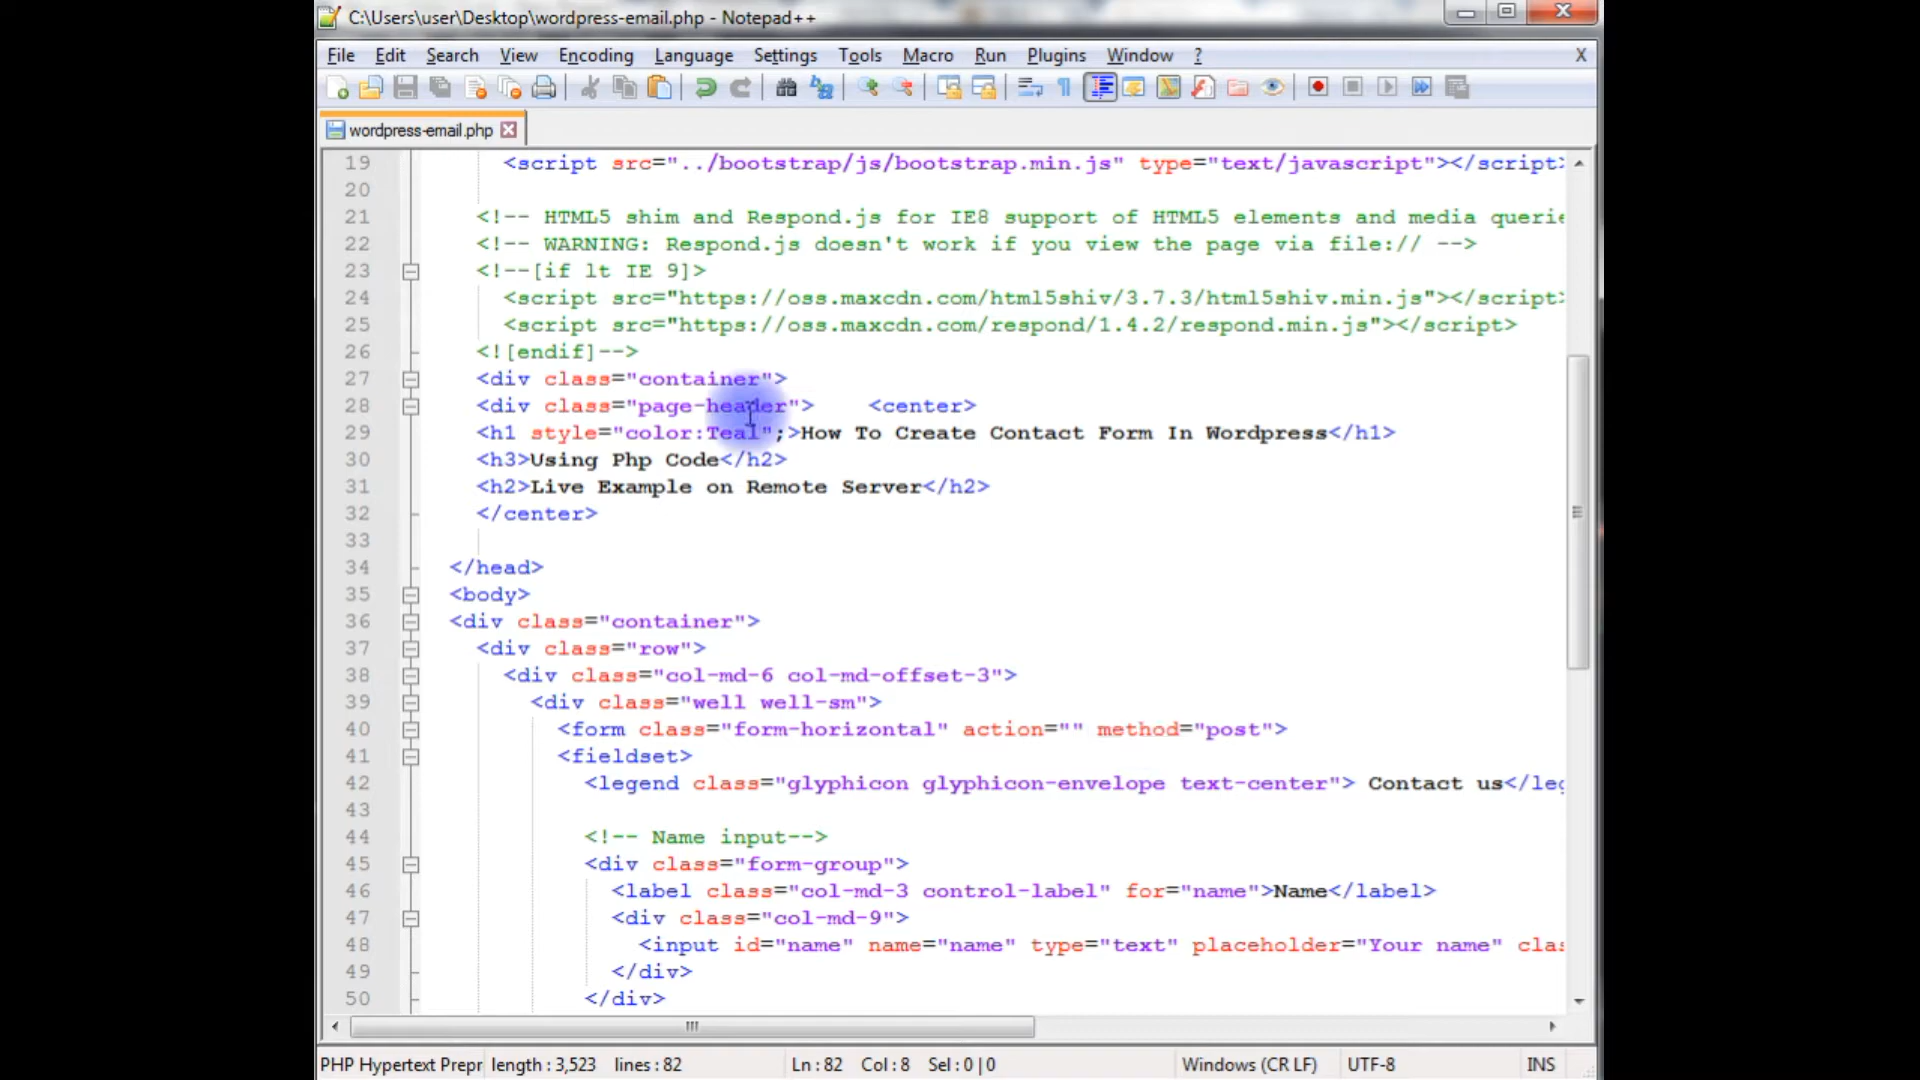 C:\Users\user\Desktop\wordpress-email.php - Notepad++
File Edit Search View Encoding Language Settings Tools Macro Run Plugins Window ? X
wordpress-email.php
19 <script src="../bootstrap/js/bootstrap.min.js" type="text/javascript"></script>
20
21 <!-- HTML5 shim and Respond.js for IE8 support of HTML5 elements and media querie
22 <!-- WARNING: Respond.js doesn't work if you view the page via file:// -->
23 <!--[if lt IE 9]>
24 <script src="https://oss.maxcdn.com/html5shiv/3.7.3/html5shiv.min.js"></script>
25 <script src="https://oss.maxcdn.com/respond/1.4.2/respond.min.js"></script>
26 <![endif]-->
27 <div class="container">
28 <div class="page-header"> <center>
29 <h1 style="color:Teal";>How To Create Contact Form In Wordpress</h1>
30 <h3>Using Php Code</h2>
31 <h2>Live Example on Remote Server</h2>
32 </center>
33
34 </head>
35 <body>
36 <div class="container">
37 <div class="row">
38 <div class="col-md-6 col-md-offset-3">
39 <div class="well well-sm">
40 <form class="form-horizontal" action="" method="post">
41 <fieldset>
42 <legend class="glyphicon glyphicon-envelope text-center"> Contact us</leg
43
44 <!-- Name input-->
45 <div class="form-group">
46 <label class="col-md-3 control-label" for="name">Name</label>
47 <div class="col-md-9">
48 <input id="name" name="name" type="text" placeholder="Your name" clas
49 </div>
50 </div>
PHP Hypertext Prepr length : 3,523 lines : 82 Ln : 82 Col : 8 Sel : 0 | 0 Windows (CR LF) UTF-8 INS